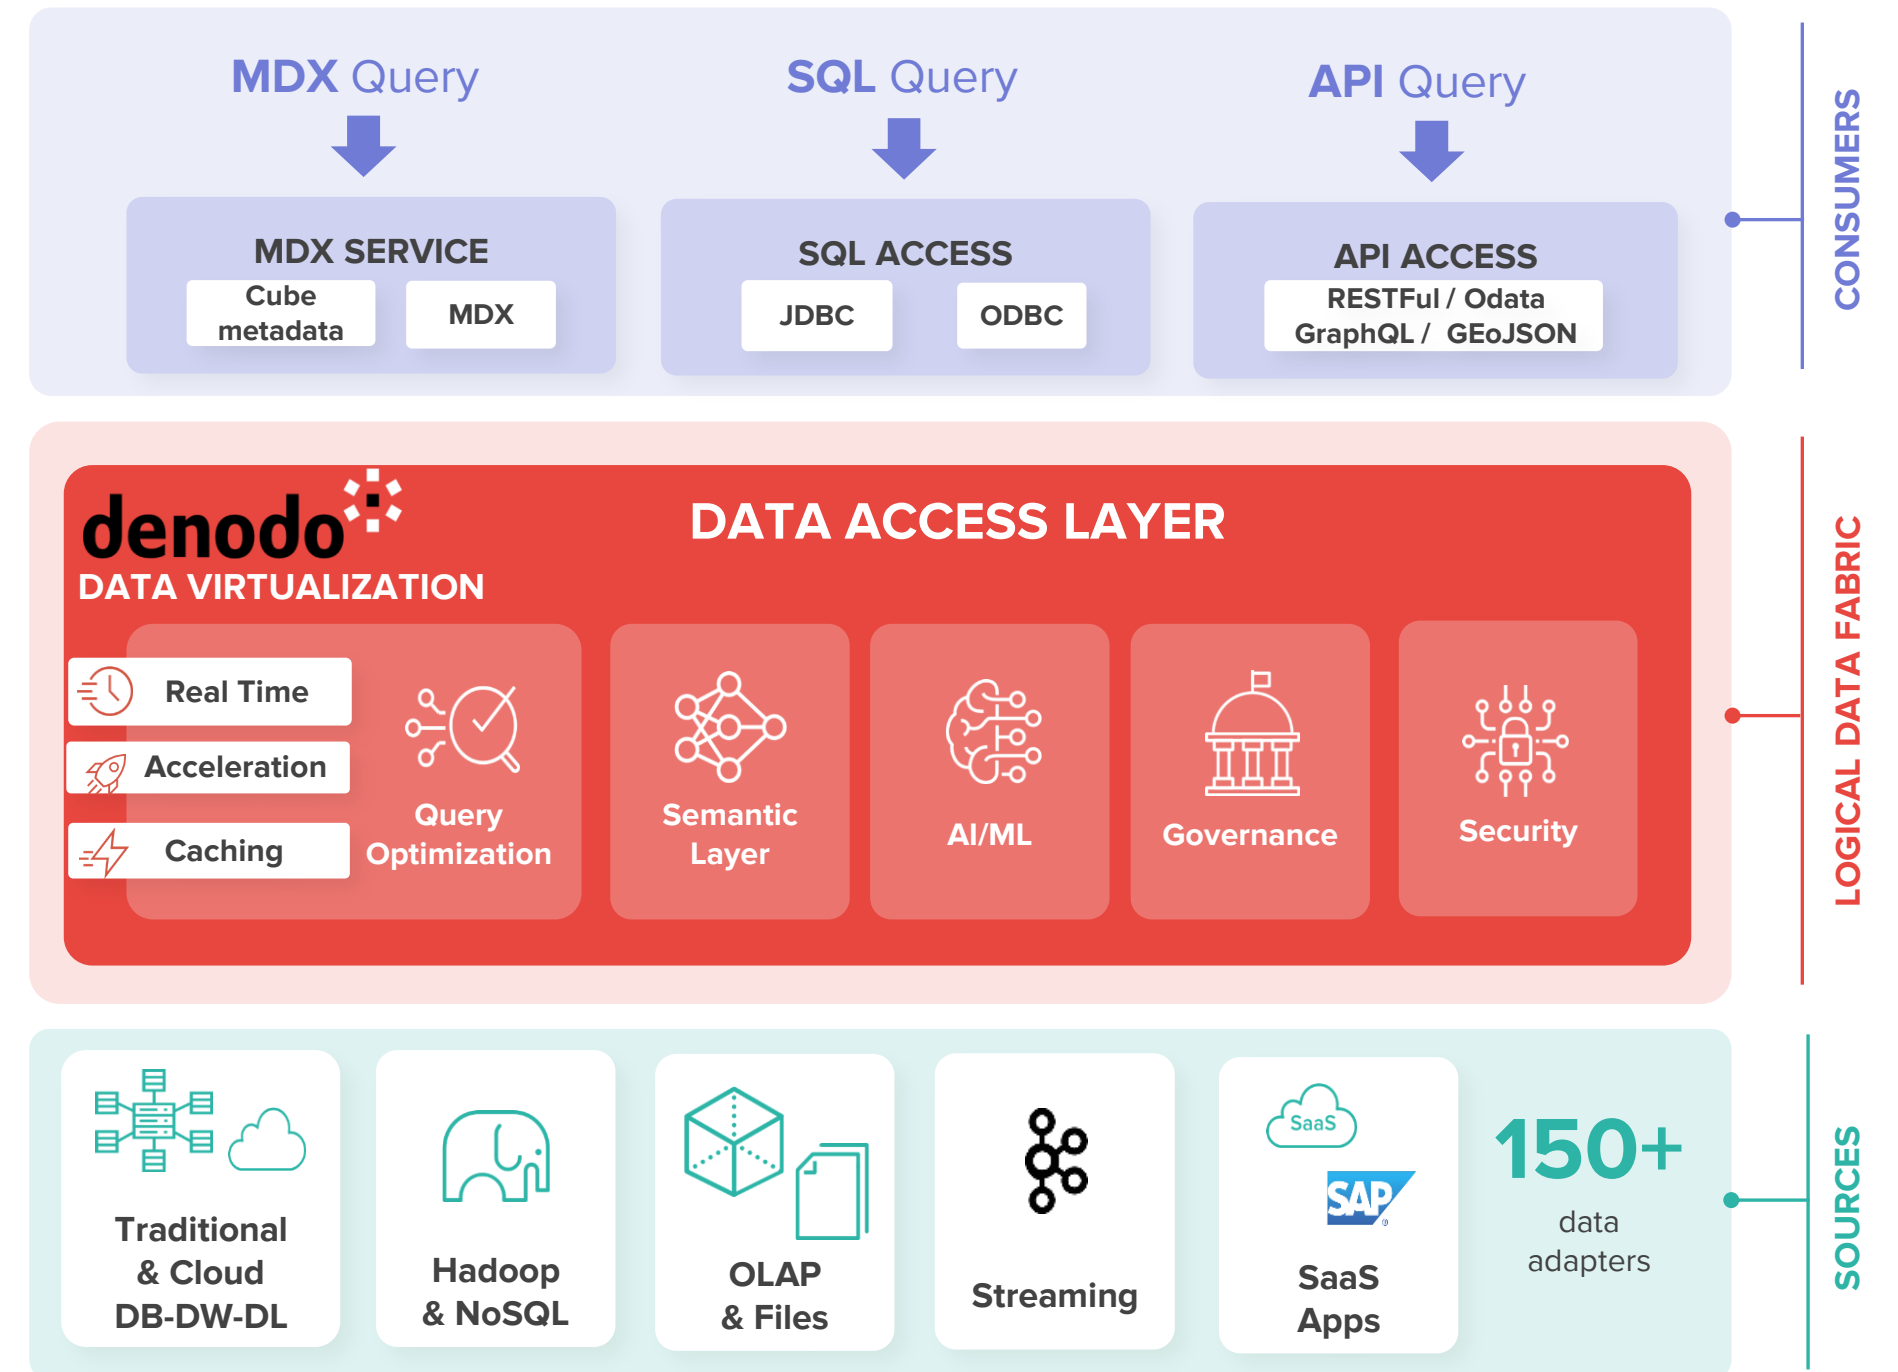 MDX Query
SQL Query
API Query
MDX SERVICE
Cube
metadata
MDX
SQL ACCESS
JDBC
ODBC
API ACCESS
RESTFul / Odata
GraphQL / GEoJSON
CONSUMERS
denodo
DATA VIRTUALIZATION
DATA ACCESS LAYER
Real Time
Acceleration
Caching
Query
Optimization
Semantic
Layer
AI/ML
Governance
Security
LOGICAL DATA FABRIC
Traditional
& Cloud
DB-DW-DL
Hadoop
& NoSQL
OLAP
& Files
Streaming
SaaS
SAP®
SaaS
Apps
150+
data
adapters
SOURCES